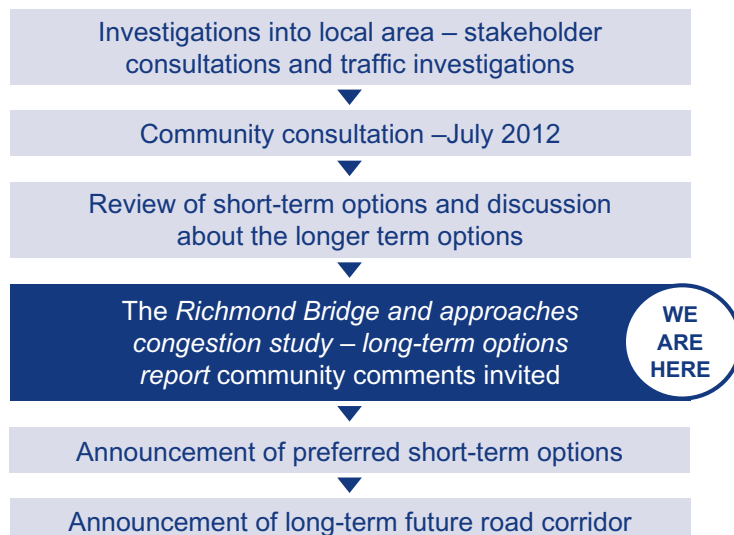 Investigations into local area – stakeholder
consultations and traffic investigations
Community consultation –July 2012
Review of short-term options and discussion
about the longer term options
The Richmond Bridge and approaches
congestion study – long-term options
report community comments invited
WE
ARE
HERE
Announcement of preferred short-term options
Announcement of long-term future road corridor